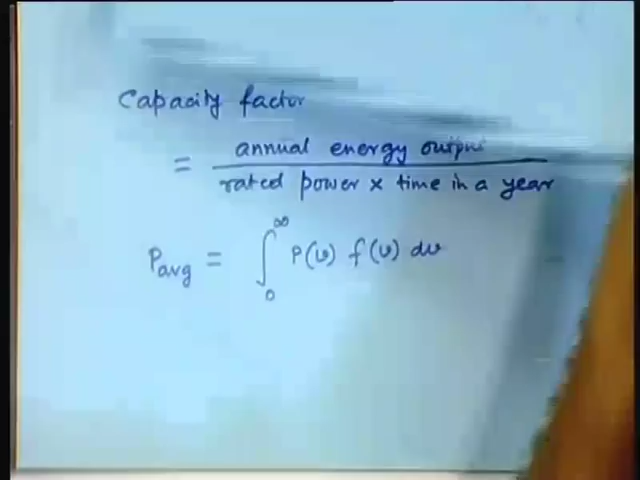 Capacity factor
= annual energy output
rated power x time in a year
Pavg = ∫0^∞ P(v) f(v) dv